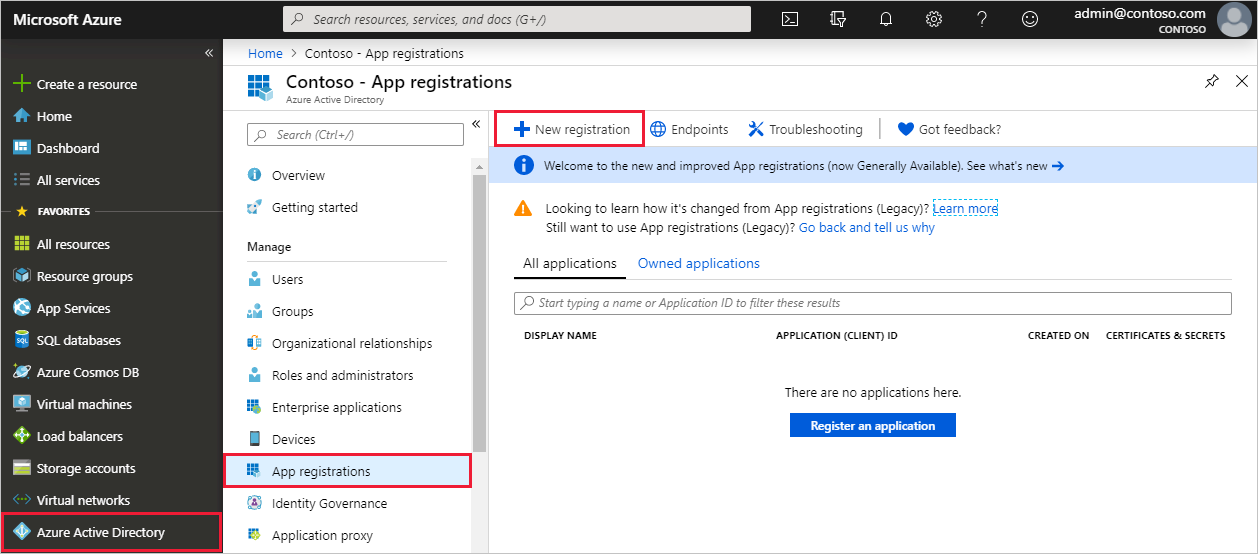 Microsoft Azure
Search resources, services, and docs (G+/)
admin@contoso.com
CONTOSO
«
Create a resource
Home
Dashboard
All services
FAVORITES
All resources
Resource groups
App Services
SQL databases
Azure Cosmos DB
Virtual machines
Load balancers
Storage accounts
Virtual networks
Azure Active Directory
Home > Contoso - App registrations
Contoso - App registrations
Azure Active Directory
Search (Ctrl+/)
«
Overview
Getting started
Manage
Users
Groups
Organizational relationships
Roles and administrators
Enterprise applications
Devices
App registrations
Identity Governance
Application proxy
New registration Endpoints Troubleshooting Got feedback?
Welcome to the new and improved App registrations (now Generally Available). See what's new →
Looking to learn how it's changed from App registrations (Legacy)? Learn more
Still want to use App registrations (Legacy)? Go back and tell us why
All applications Owned applications
Start typing a name or Application ID to filter these results
DISPLAY NAME APPLICATION (CLIENT) ID CREATED ON CERTIFICATES & SECRETS
There are no applications here.
Register an application